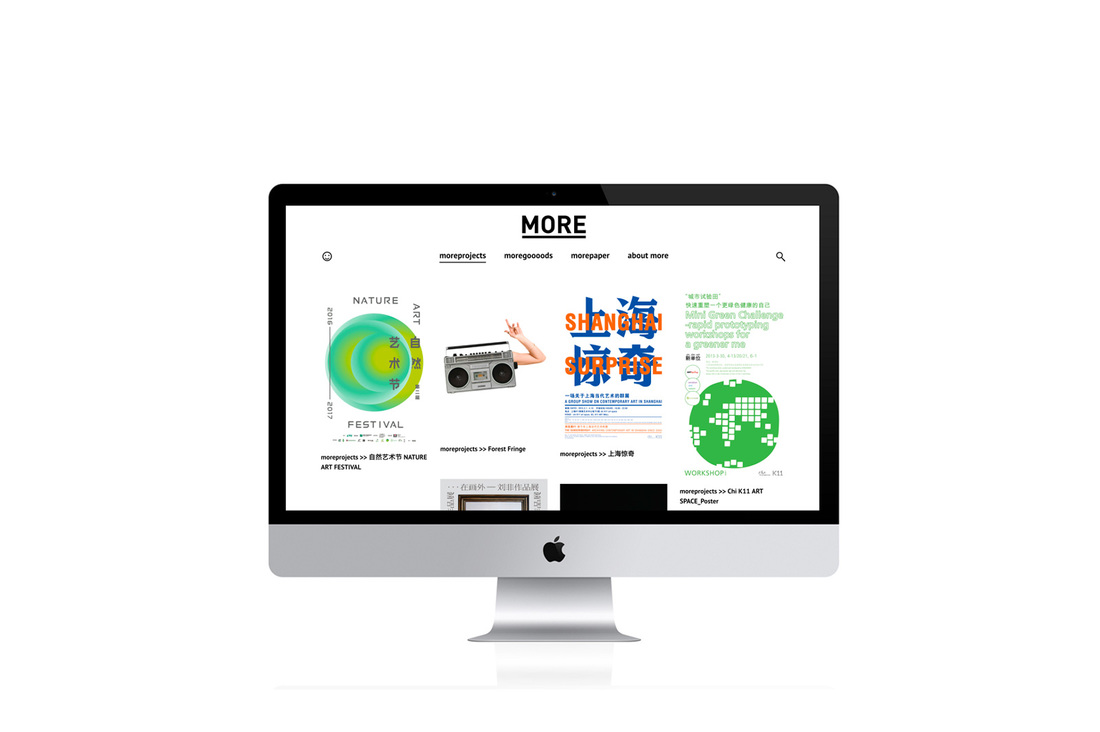 MORE
moreprojects
moregoooods
morepaper
about more
NATURE
ART
2016
2017
自然
艺术节
FESTIVAL
moreprojects >> 自然艺术节 NATURE
ART FESTIVAL
moreprojects >> Forest Fringe
上海
SHANGHAI
惊奇
SURPRISE
一场关于上海当代艺术的群展
A GROUP SHOW ON CONTEMPORARY ART IN SHANGHAI
moreprojects >> 上海惊奇
"城市试验田"
快速重塑一个更绿色健康的自己
Mini Green Challenge
-rapid prototyping
workshops for
a greener me
WORKSHOP
K11
moreprojects >> Chi K11 ART
SPACE_Poster
···在画外一 刘菲作品展